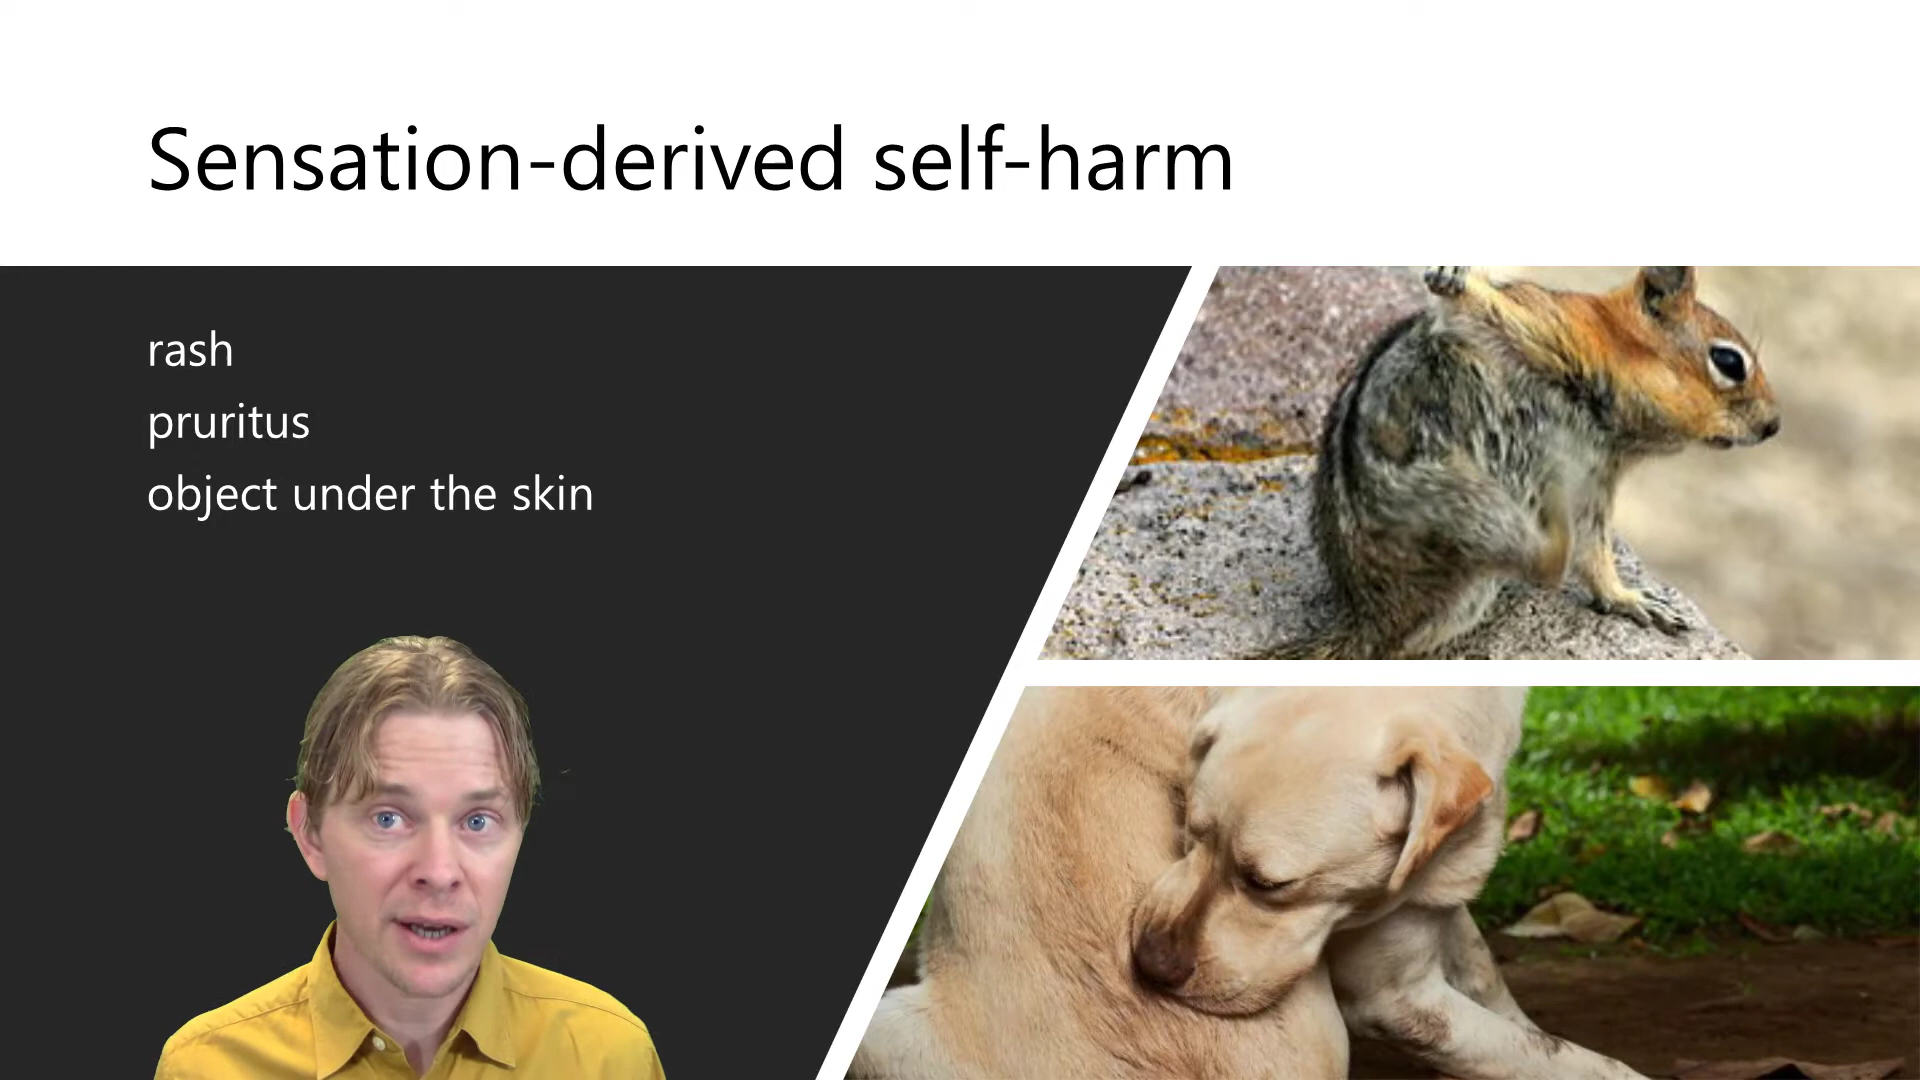 Sensation-derived self-harm
rash
pruritus
object under the skin